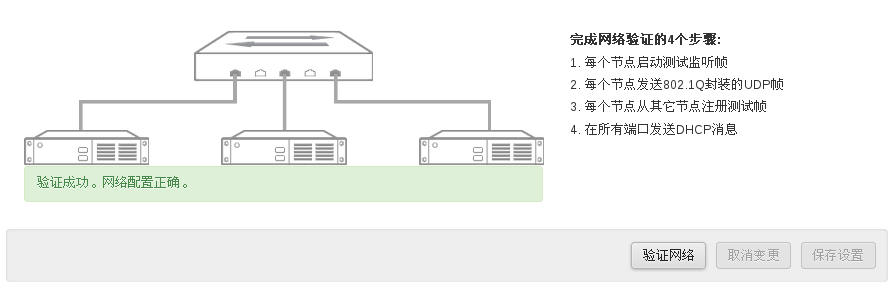 完成网络验证的4个步骤:
1. 每个节点启动测试监听帧
2. 每个节点发送802.1Q封装的UDP帧
3. 每个节点从其它节点注册测试帧
4. 在所有端口发送DHCP消息
验证成功。网络配置正确。
验证网络 取消变更 保存设置